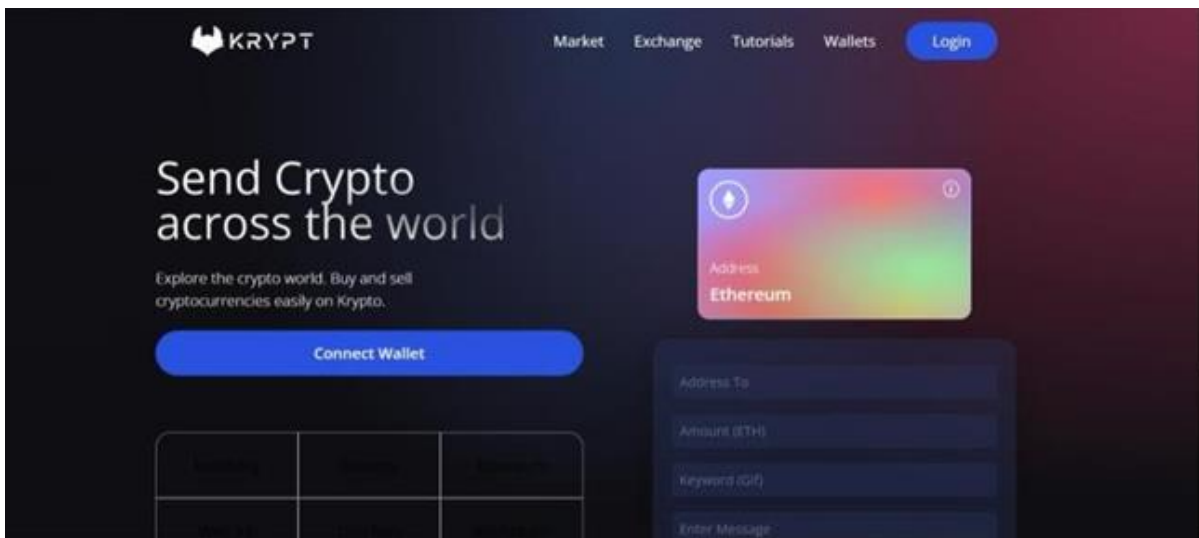 KRYPT
Market Exchange Tutorials Wallets Login
Send Crypto
across the world
Explore the crypto world. Buy and sell
cryptocurrencies easily on Krypto.
Connect Wallet
Address
Ethereum
Address To
Amount (ETH)
Keyword (Gif)
Enter Message